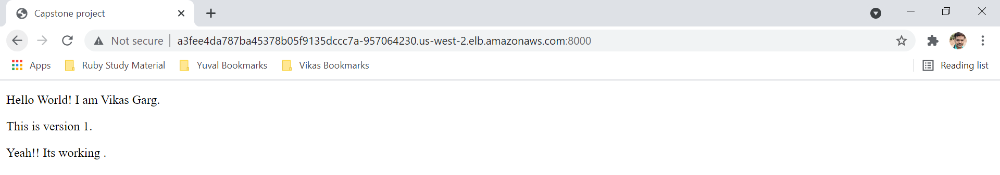 Capstone project
Not secure a3fee4da787ba45378b05f9135dccc7a-957064230.us-west-2.elb.amazonaws.com:8000
Apps Ruby Study Material Yuval Bookmarks Vikas Bookmarks Reading list
Hello World! I am Vikas Garg.
This is version 1.
Yeah!! Its working .